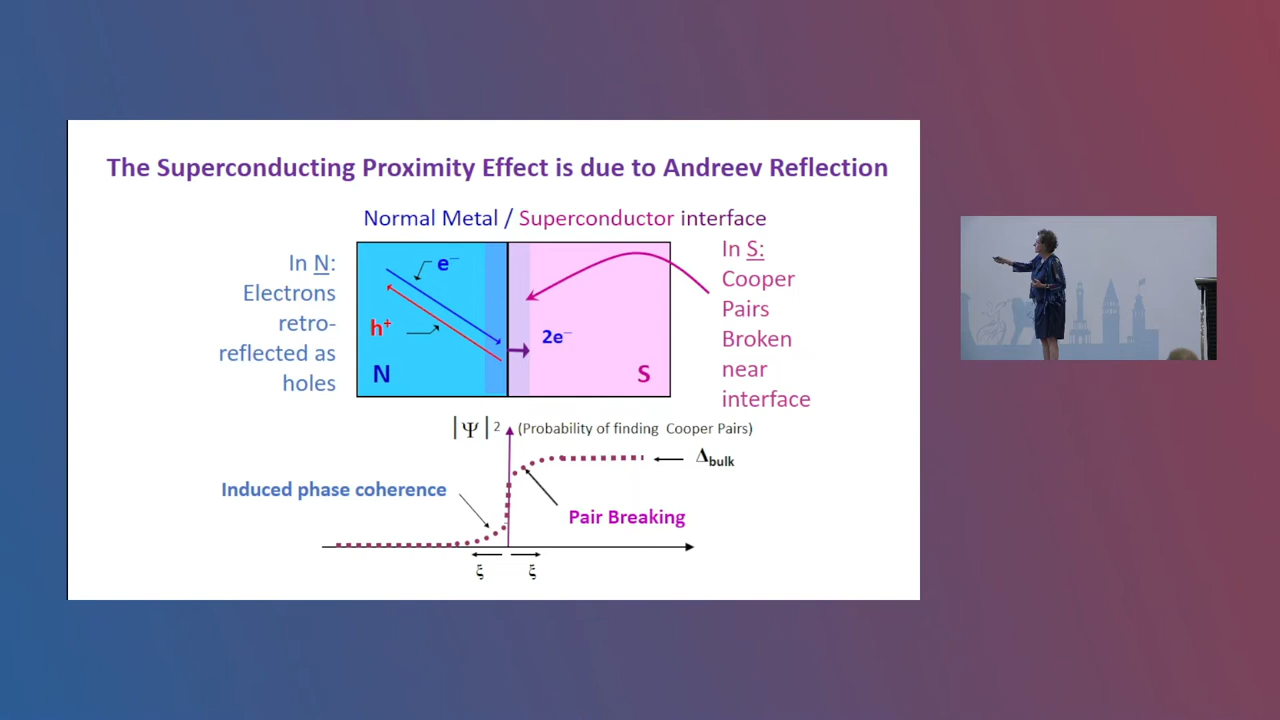 The Superconducting Proximity Effect is due to Andreev Reflection
Normal Metal / Superconductor interface
In N:
Electrons
retro-
reflected as
holes
e⁻
h⁺
N
2e⁻
S
In S:
Cooper
Pairs
Broken
near
interface
|Ψ|² (Probability of finding Cooper Pairs)
Δbulk
Induced phase coherence
Pair Breaking
ξ ξ